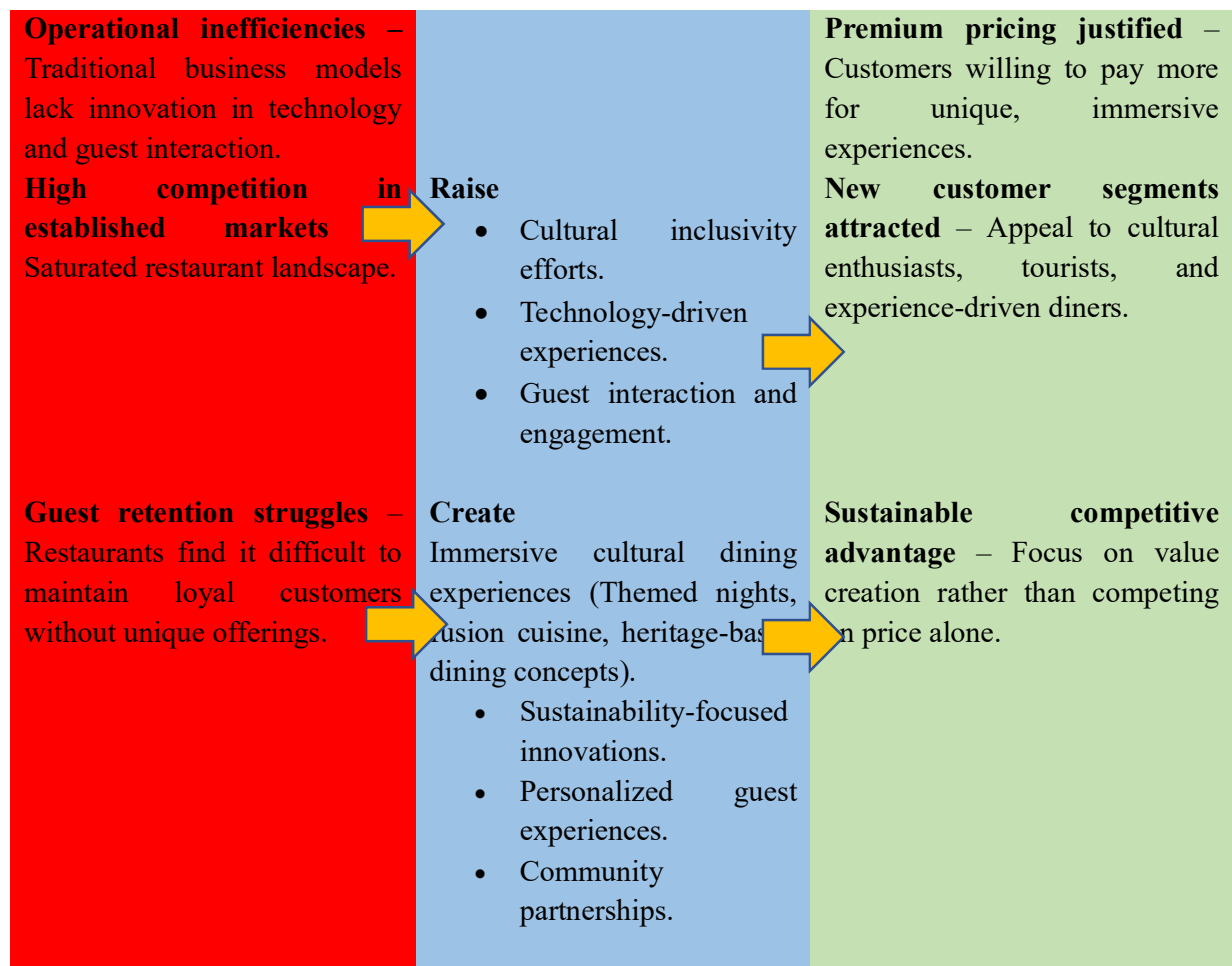 Operational inefficiencies –
Traditional business models
lack innovation in technology
and guest interaction.
High competition in
established markets
Saturated restaurant landscape.
Guest retention struggles –
Restaurants find it difficult to
maintain loyal customers
without unique offerings.
Raise
• Cultural inclusivity
efforts.
• Technology-driven
experiences.
• Guest interaction and
engagement.
Create
Immersive cultural dining
experiences (Themed nights,
fusion cuisine, heritage-based
dining concepts).
• Sustainability-focused
innovations.
• Personalized guest
experiences.
• Community
partnerships.
Premium pricing justified –
Customers willing to pay more
for unique, immersive
experiences.
New customer segments
attracted – Appeal to cultural
enthusiasts, tourists, and
experience-driven diners.
Sustainable competitive
advantage – Focus on value
creation rather than competing
on price alone.